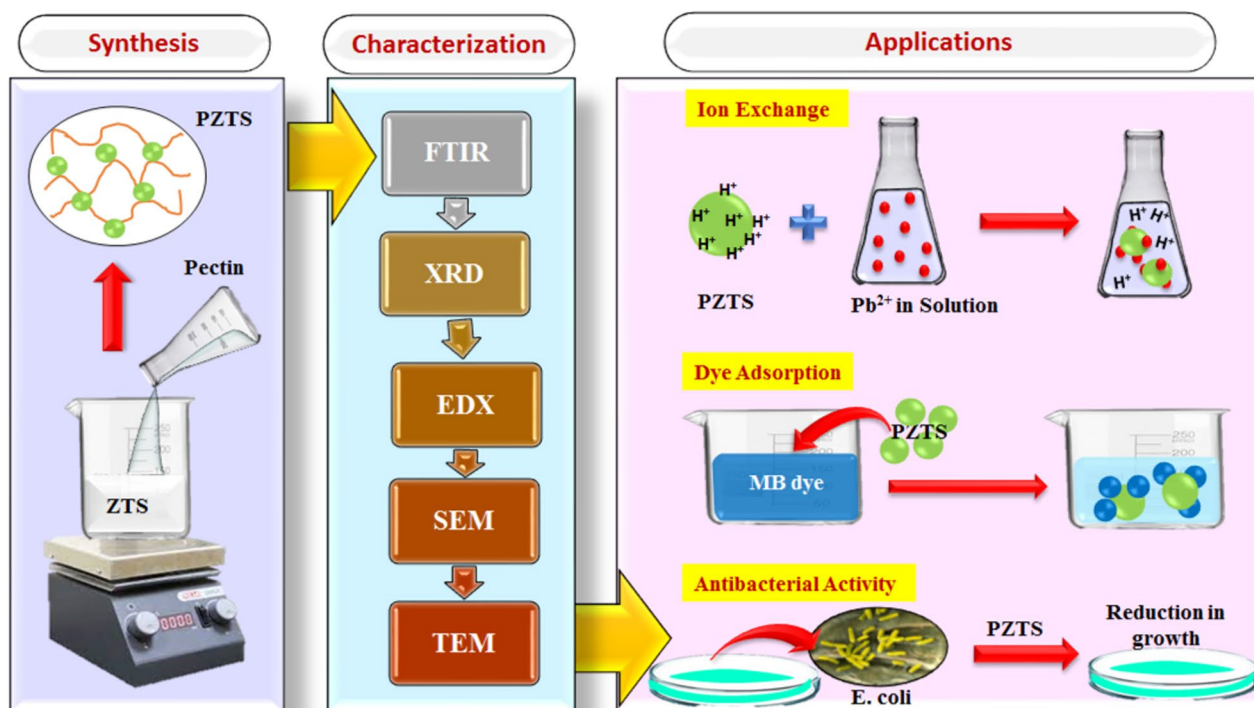 Synthesis
PZTS
Pectin
ZTS
Characterization
FTIR
XRD
EDX
SEM
TEM
Applications
Ion Exchange
H⁺
H⁺
H⁺
H⁺
H⁺
H⁺
H⁺
PZTS
Pb²⁺ in Solution
H⁺ H⁺
H⁺
H⁺
Dye Adsorption
PZTS
MB dye
Antibacterial Activity
E. coli
PZTS
Reduction in
growth